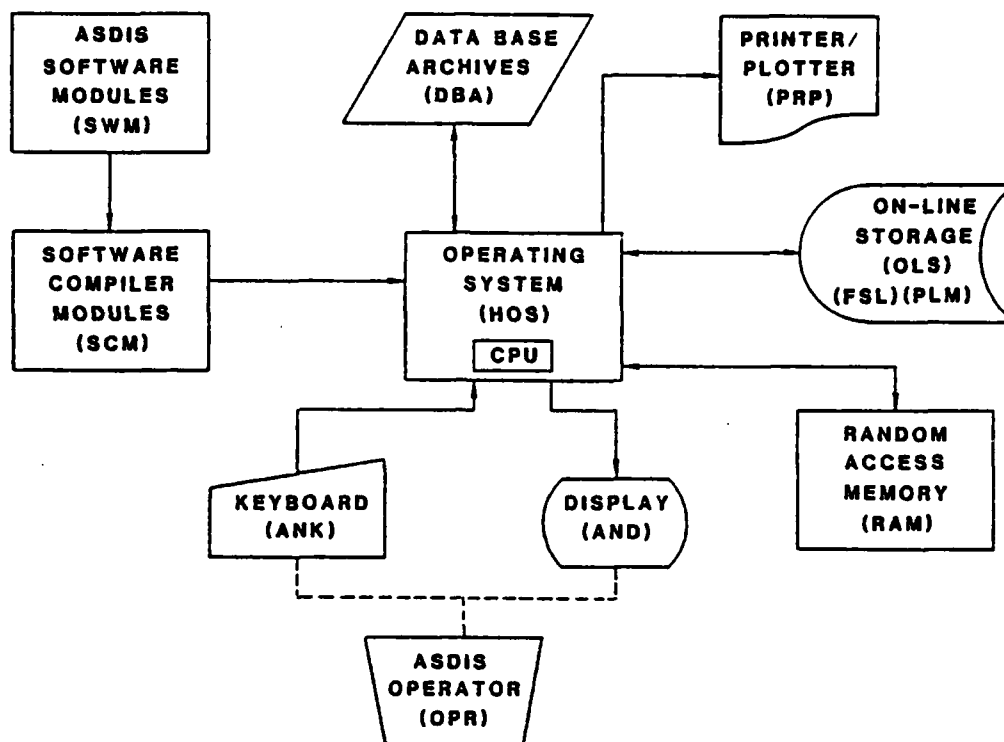 ASDIS
SOFTWARE
MODULES
(SWM)
DATA BASE
ARCHIVES
(DBA)
PRINTER/
PLOTTER
(PRP)
SOFTWARE
COMPILER
MODULES
(SCM)
OPERATING
SYSTEM
(HOS)
CPU
ON-LINE
STORAGE
(OLS)
(FSL)(PLM)
KEYBOARD
(ANK)
DISPLAY
(AND)
RANDOM
ACCESS
MEMORY
(RAM)
ASDIS
OPERATOR
(OPR)